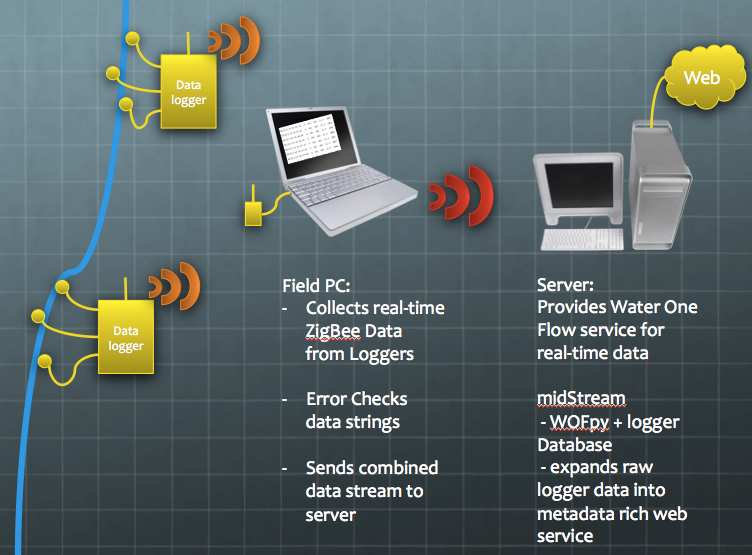 Data
logger
Web
Data
logger
Field PC:
- Collects real-time
ZigBee Data
from Loggers
- Error Checks
data strings
- Sends combined
data stream to
server
Server:
Provides Water One
Flow service for
real-time data
midStream
- WOFpy + logger
Database
- expands raw
logger data into
metadata rich web
service